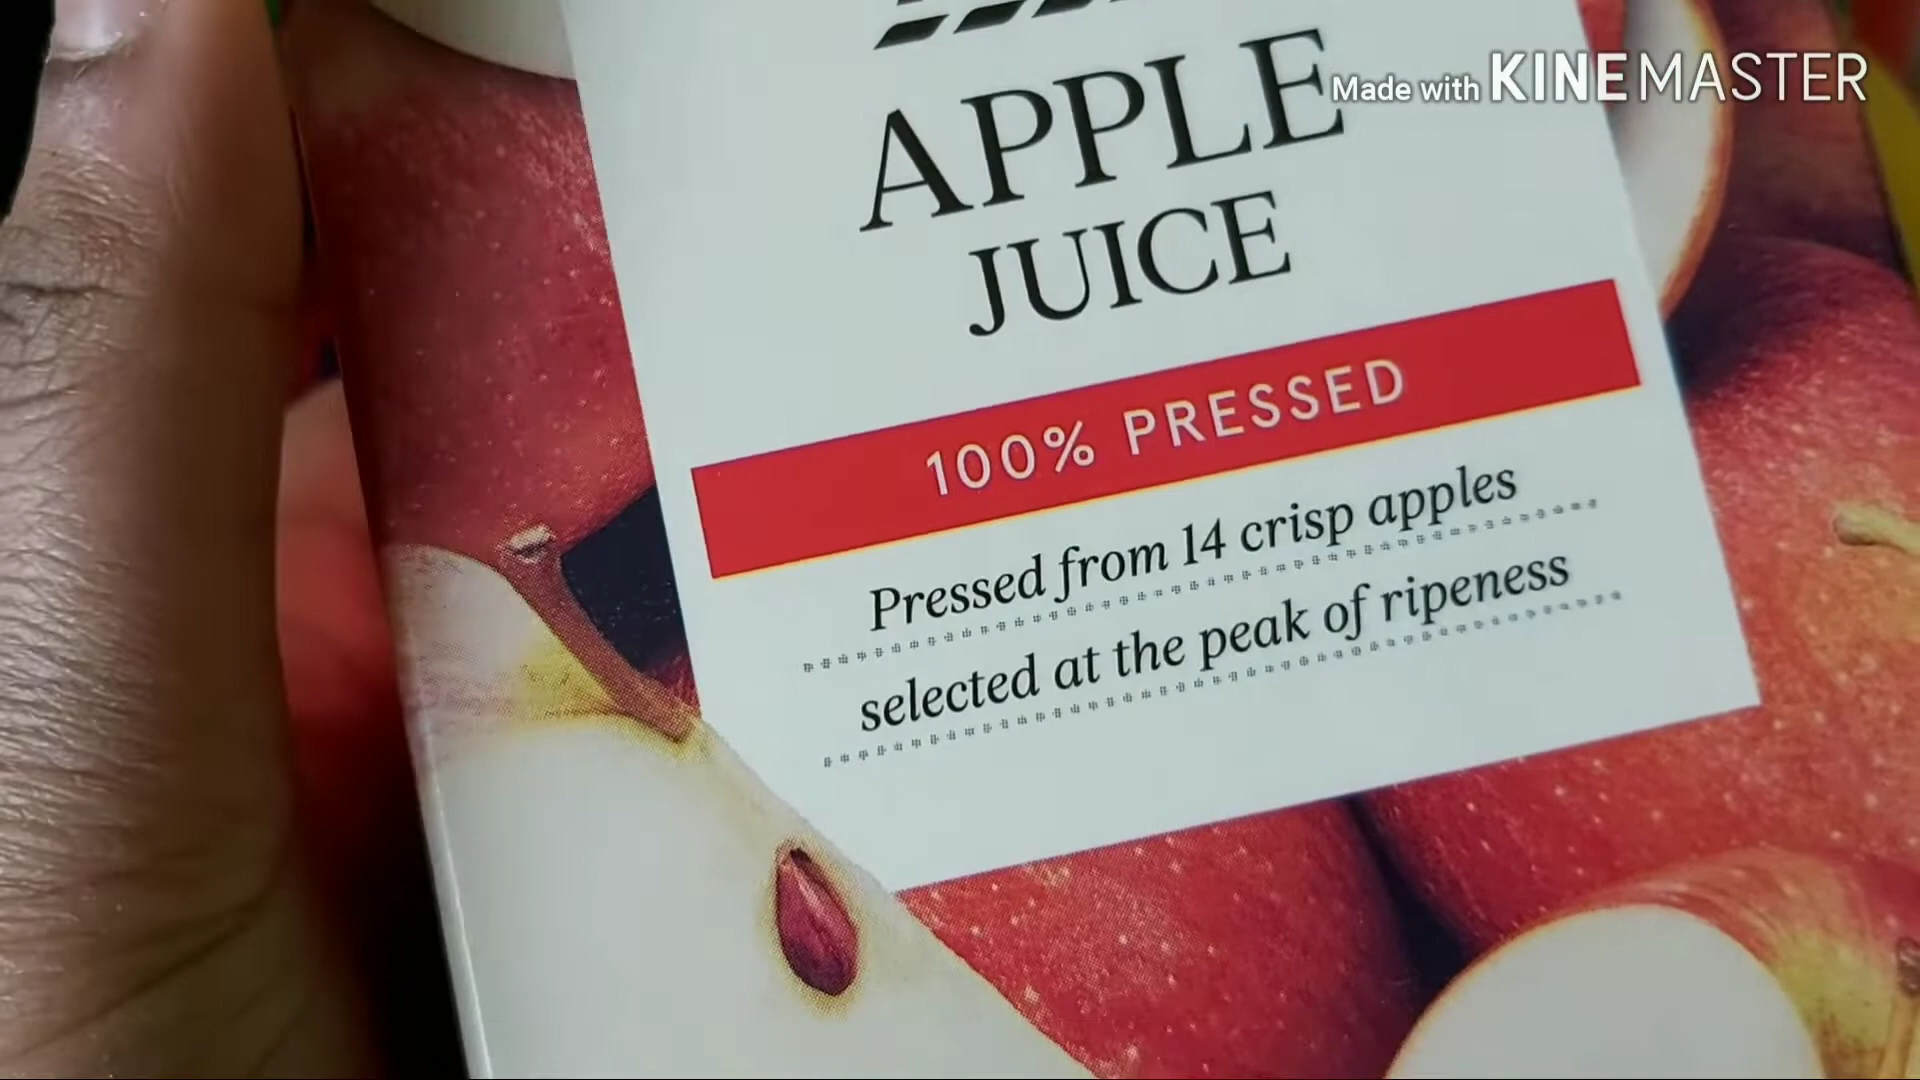 Made with KINEMASTER
APPLE
JUICE
100% PRESSED
Pressed from 14 crisp apples
selected at the peak of ripeness